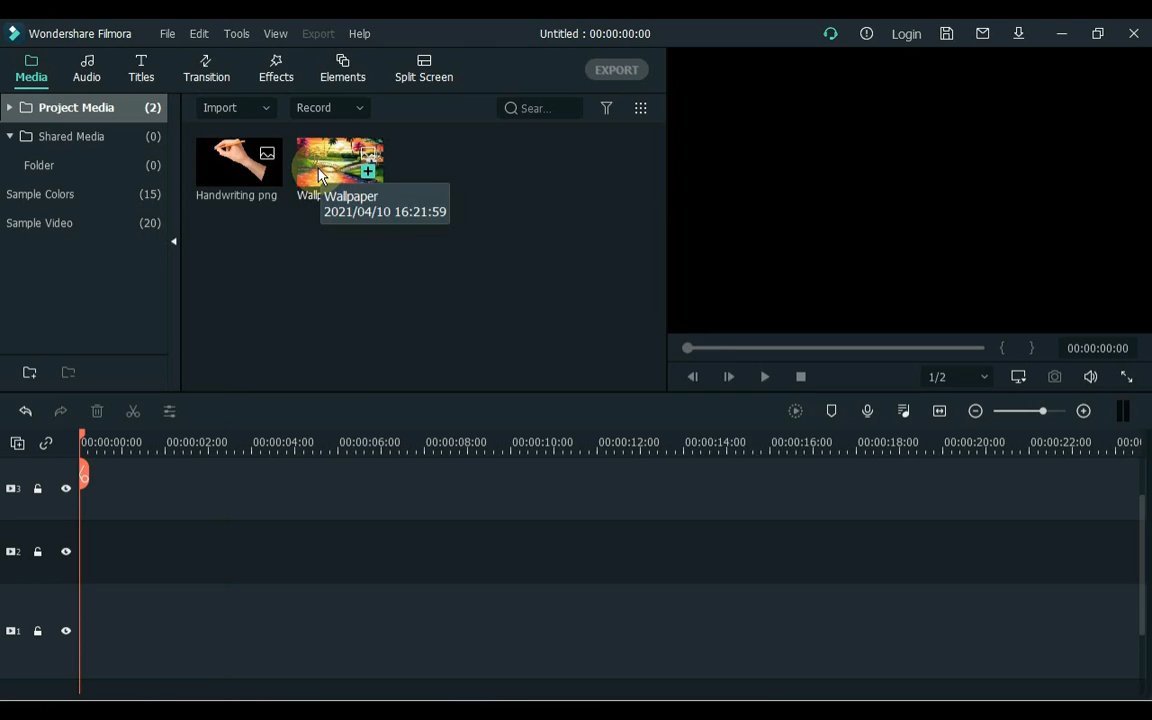 Wondershare Filmora File Edit Tools View Export Help Untitled : 00:00:00:00 Login
Media Audio Titles Transition Effects Elements Split Screen EXPORT
Project Media (2) Import Record Sear...
Shared Media (0)
Folder (0)
Sample Colors (15) Handwriting png
Wallpaper
2021/04/10 16:21:59
Sample Video (20)
{ } 00:00:00:00
1/2
00:00:00:00 00:00:02:00 00:00:04:00 00:00:06:00 00:00:08:00 00:00:10:00 00:00:12:00 00:00:14:00 00:00:16:00 00:00:18:00 00:00:20:00 00:00:22:00
3
2
1